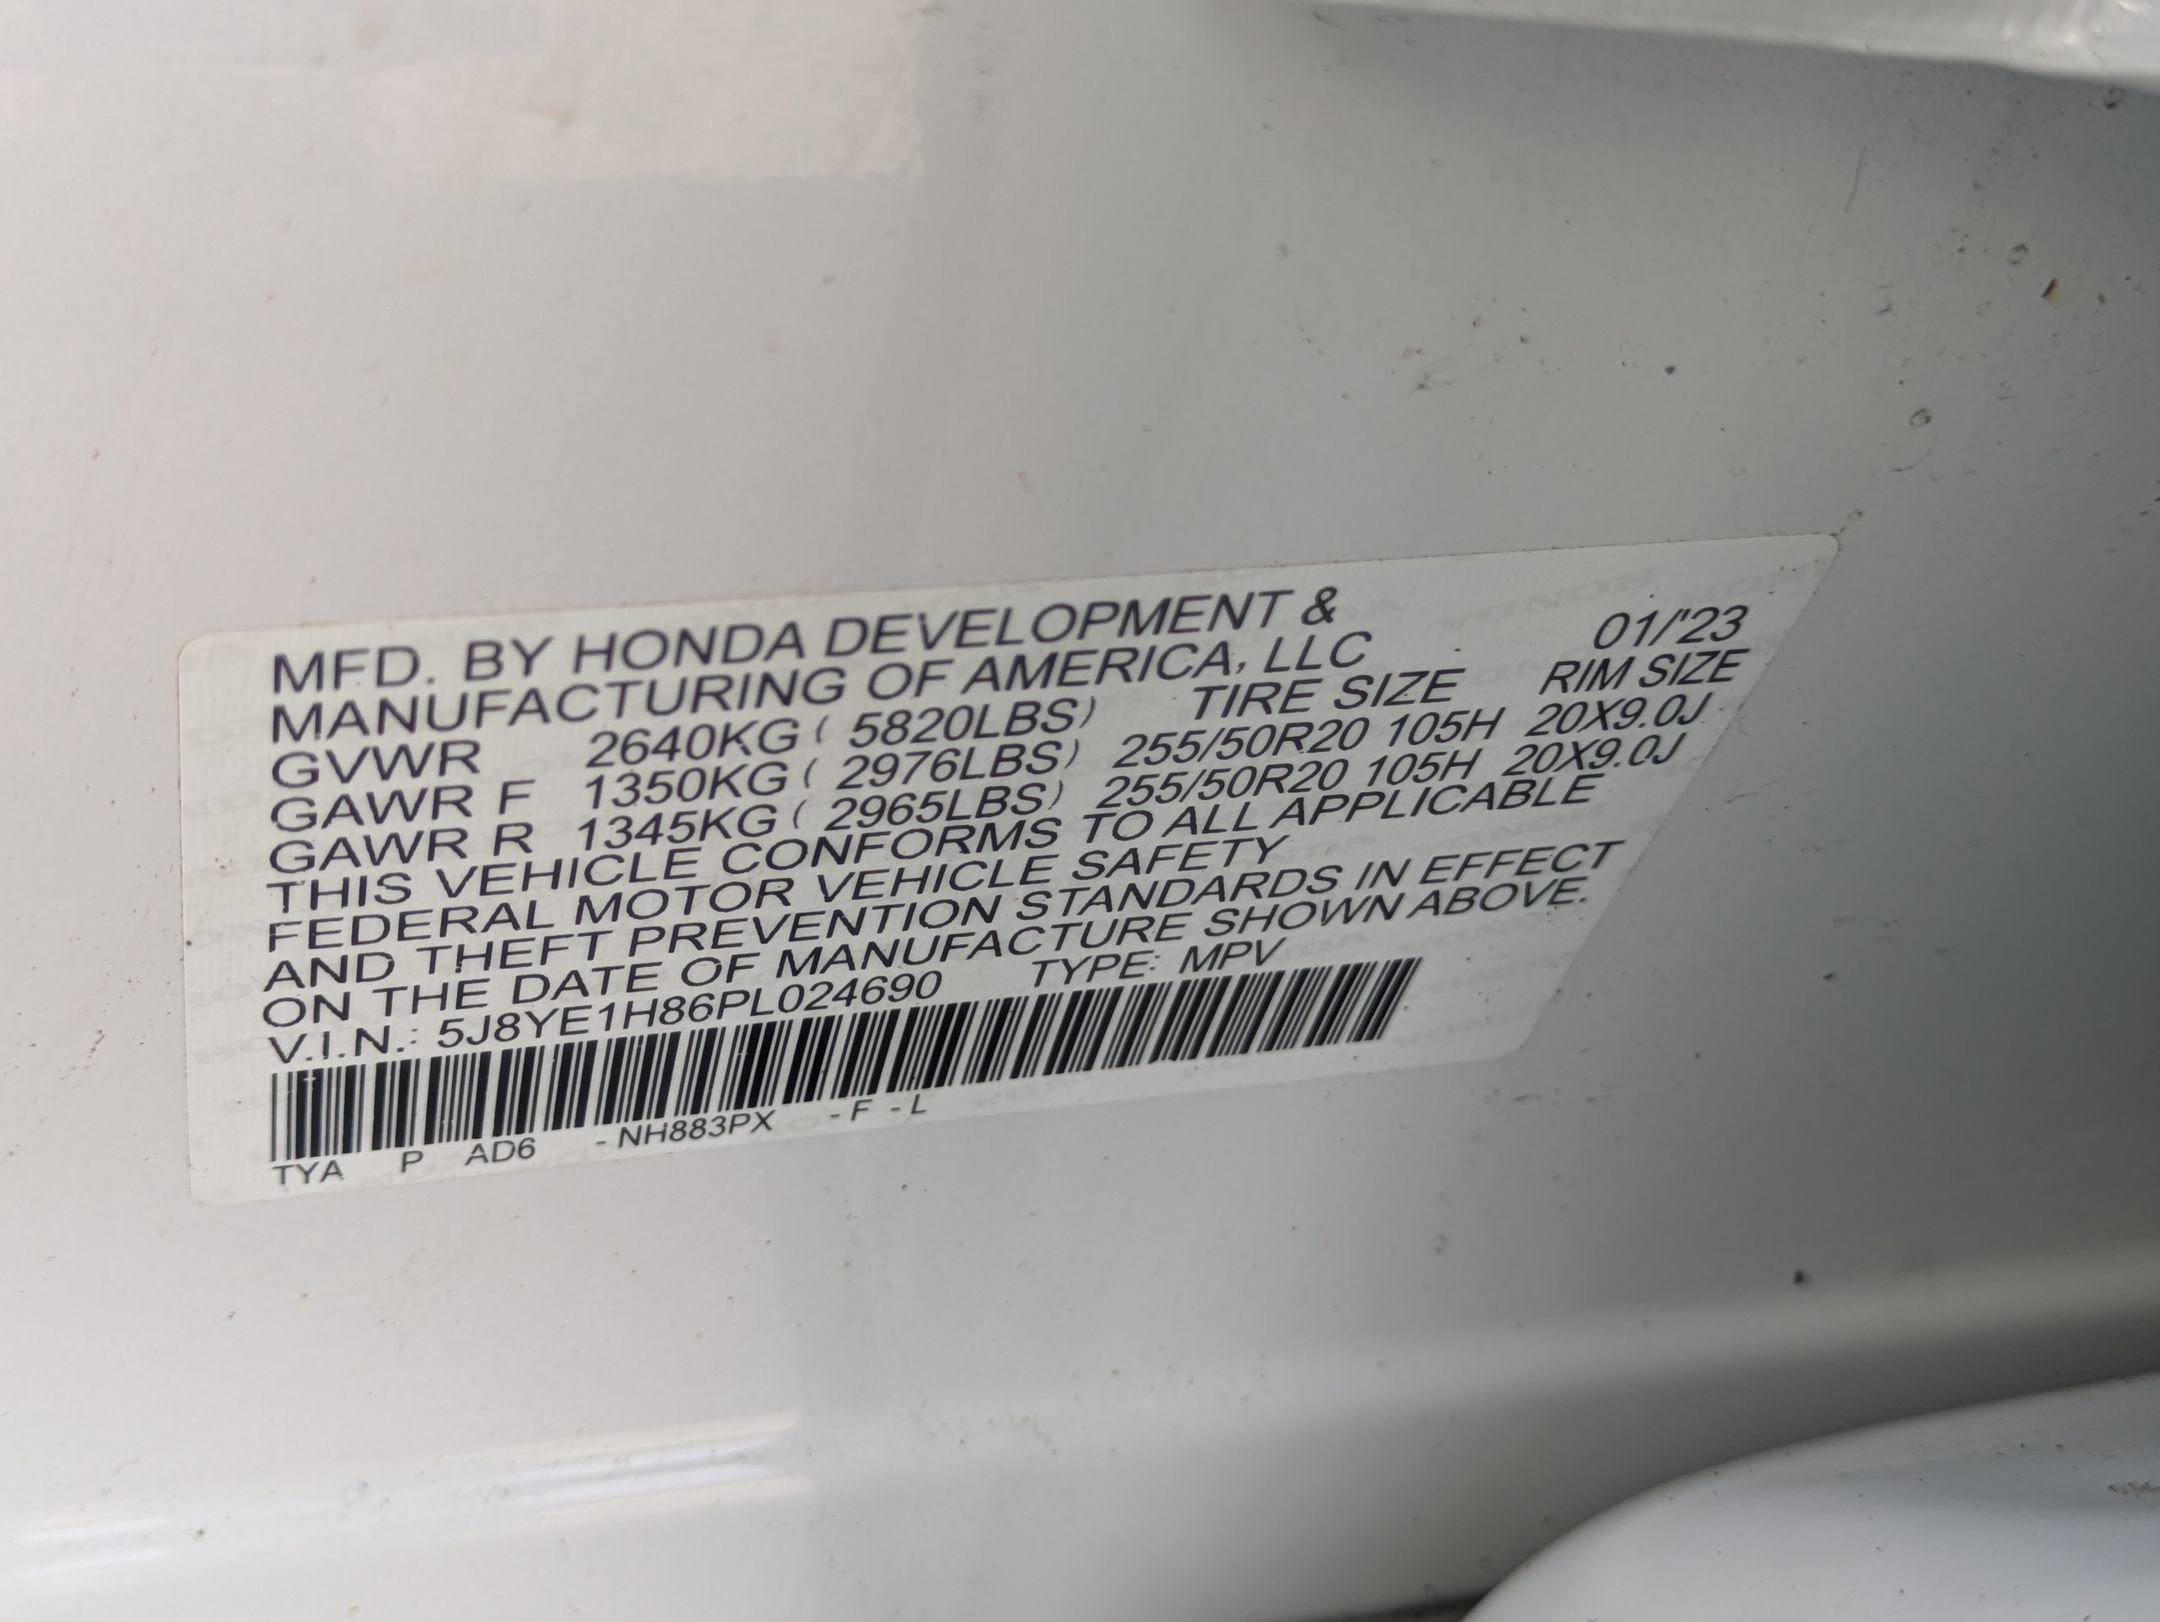 MFD. BY HONDA DEVELOPMENT &
MANUFACTURING OF AMERICA, LLC 01/'23
GVWR 2640KG ( 5820LBS) TIRE SIZE RIM SIZE
GAWR F 1350KG ( 2976LBS) 255/50R20 105H 20X9.0J
GAWR R 1345KG ( 2965LBS) 255/50R20 105H 20X9.0J
THIS VEHICLE CONFORMS TO ALL APPLICABLE
FEDERAL MOTOR VEHICLE SAFETY
AND THEFT PREVENTION STANDARDS IN EFFECT
ON THE DATE OF MANUFACTURE SHOWN ABOVE.
V.I.N.: 5J8YE1H86PL024690 TYPE: MPV
TYA P AD6 - NH883PX - F - L